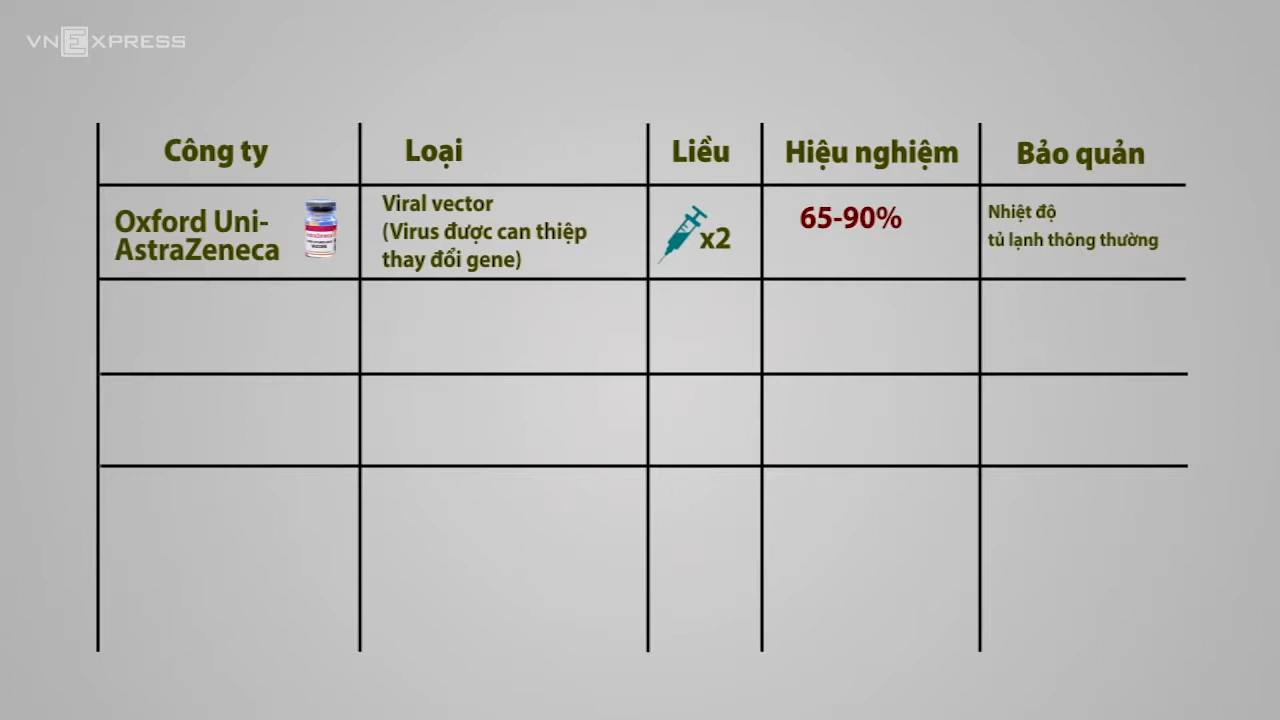 VNEXPRESS
Công ty
Loại
Liều
Hiệu nghiệm
Bảo quản
Oxford Uni-
AstraZeneca
Viral vector
(Virus được can thiệp
thay đổi gene)
x2
65-90%
Nhiệt độ
tủ lạnh thông thường